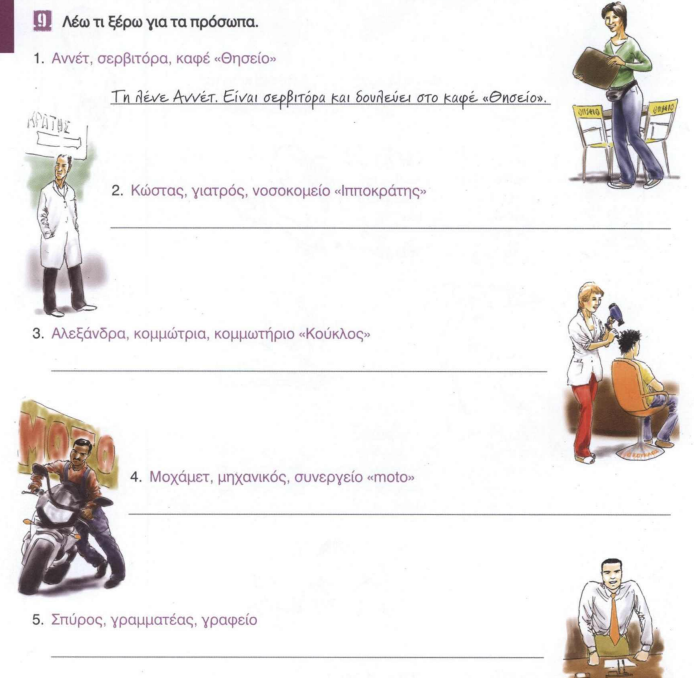 9 Λέω τι ξέρω για τα πρόσωπα.
1. Αννέτ, σερβιτόρα, καφέ «Θησείο»
Τη λένε Αννέτ. Είναι σερβιτόρα και δουλεύει στο καφέ «Θησείο».
ΚΡΑΤΗΣ
2. Κώστας, γιατρός, νοσοκομείο «Ιπποκράτης»
3. Αλεξάνδρα, κομμώτρια, κομμωτήριο «Κούκλος»
ΜΟΤΟ
4. Μοχάμετ, μηχανικός, συνεργείο «moto»
5. Σπύρος, γραμματέας, γραφείο